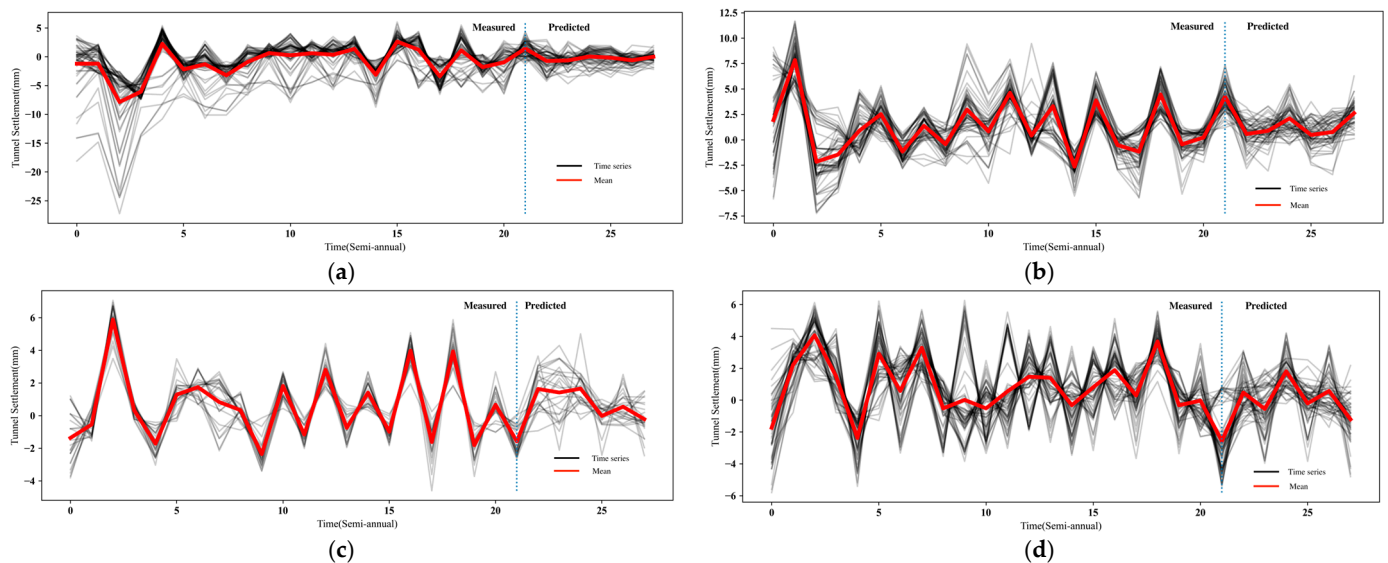 Measured Predicted
Tunnel Settlement(mm)
5
0
−5
−10
−15
−20
−25
Time series
Mean
0 5 10 15 20 25
Time(Semi-annual)
(a)
Measured Predicted
Tunnel Settlement(mm)
12.5
10.0
7.5
5.0
2.5
0.0
−2.5
−5.0
−7.5
Time series
Mean
0 5 10 15 20 25
Time(Semi-annual)
(b)
Measured Predicted
Tunnel Settlement(mm)
6
4
2
0
−2
−4
Time series
Mean
0 5 10 15 20 25
Time(Semi-annual)
(c)
Measured Predicted
Tunnel Settlement(mm)
6
4
2
0
−2
−4
−6
Time series
Mean
0 5 10 15 20 25
Time(Semi-annual)
(d)